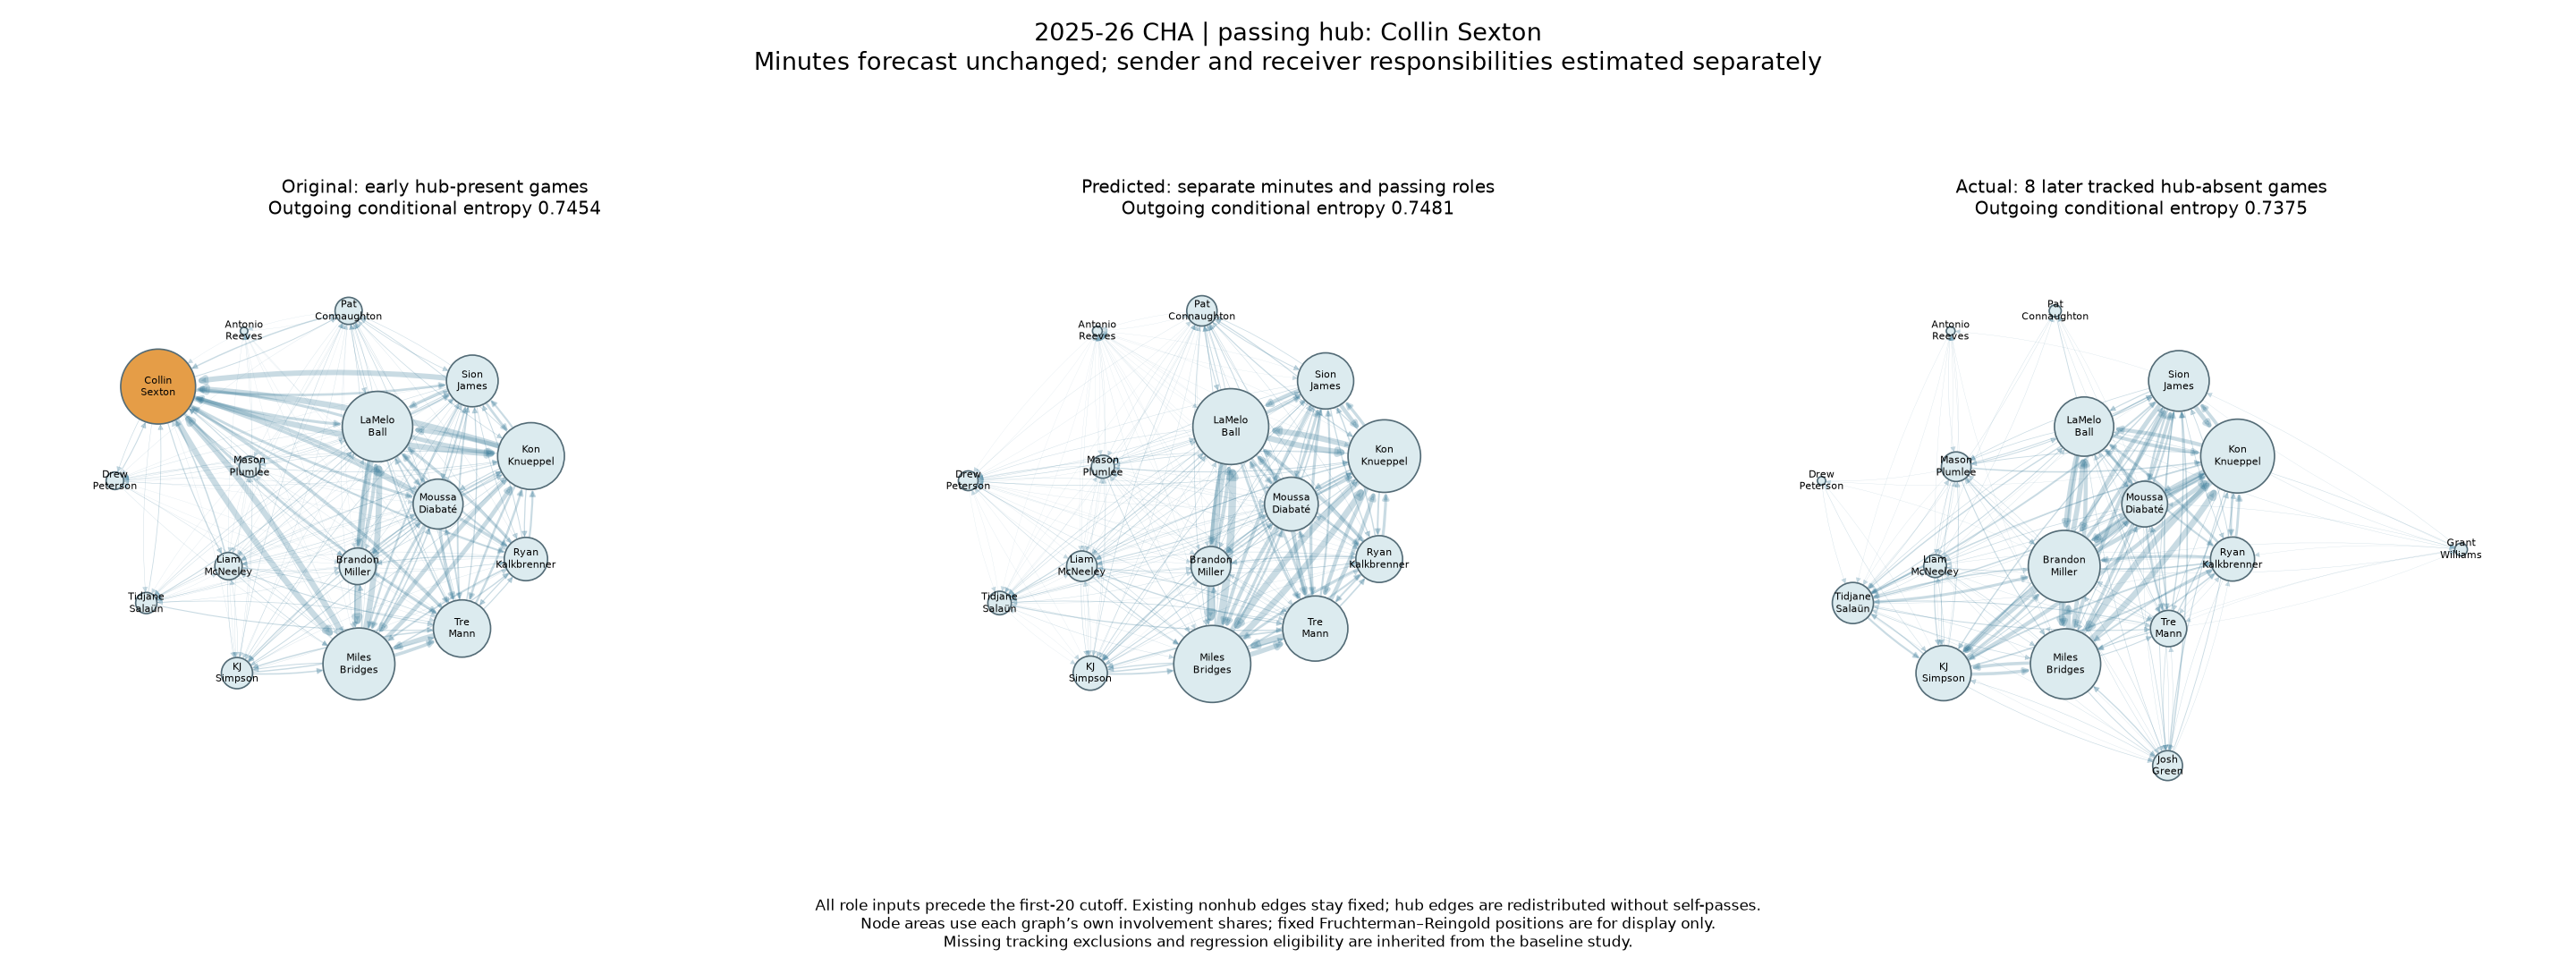 2025-26 CHA | passing hub: Collin Sexton
Minutes forecast unchanged; sender and receiver responsibilities estimated separately
Original: early hub-present games
Outgoing conditional entropy 0.7454
Pat
Connaughton
Antonio
Reeves
Collin
Sexton
Sion
James
LaMelo
Ball
Kon
Knueppel
Mason
Plumlee
Drew
Peterson
Moussa
Diabaté
Liam
McNeeley
Brandon
Miller
Ryan
Kalkbrenner
Tidjane
Salaün
Tre
Mann
Miles
Bridges
KJ
Simpson
Predicted: separate minutes and passing roles
Outgoing conditional entropy 0.7481
Pat
Connaughton
Antonio
Reeves
Sion
James
LaMelo
Ball
Kon
Knueppel
Mason
Plumlee
Drew
Peterson
Moussa
Diabaté
Liam
McNeeley
Brandon
Miller
Ryan
Kalkbrenner
Tidjane
Salaün
Tre
Mann
Miles
Bridges
KJ
Simpson
Actual: 8 later tracked hub-absent games
Outgoing conditional entropy 0.7375
Pat
Connaughton
Antonio
Reeves
Sion
James
LaMelo
Ball
Kon
Knueppel
Mason
Plumlee
Drew
Peterson
Moussa
Diabaté
Grant
Williams
Liam
McNeeley
Brandon
Miller
Ryan
Kalkbrenner
Tidjane
Salaün
Tre
Mann
Miles
Bridges
KJ
Simpson
Josh
Green
All role inputs precede the first-20 cutoff. Existing nonhub edges stay fixed; hub edges are redistributed without self-passes.
Node areas use each graph’s own involvement shares; fixed Fruchterman–Reingold positions are for display only.
Missing tracking exclusions and regression eligibility are inherited from the baseline study.